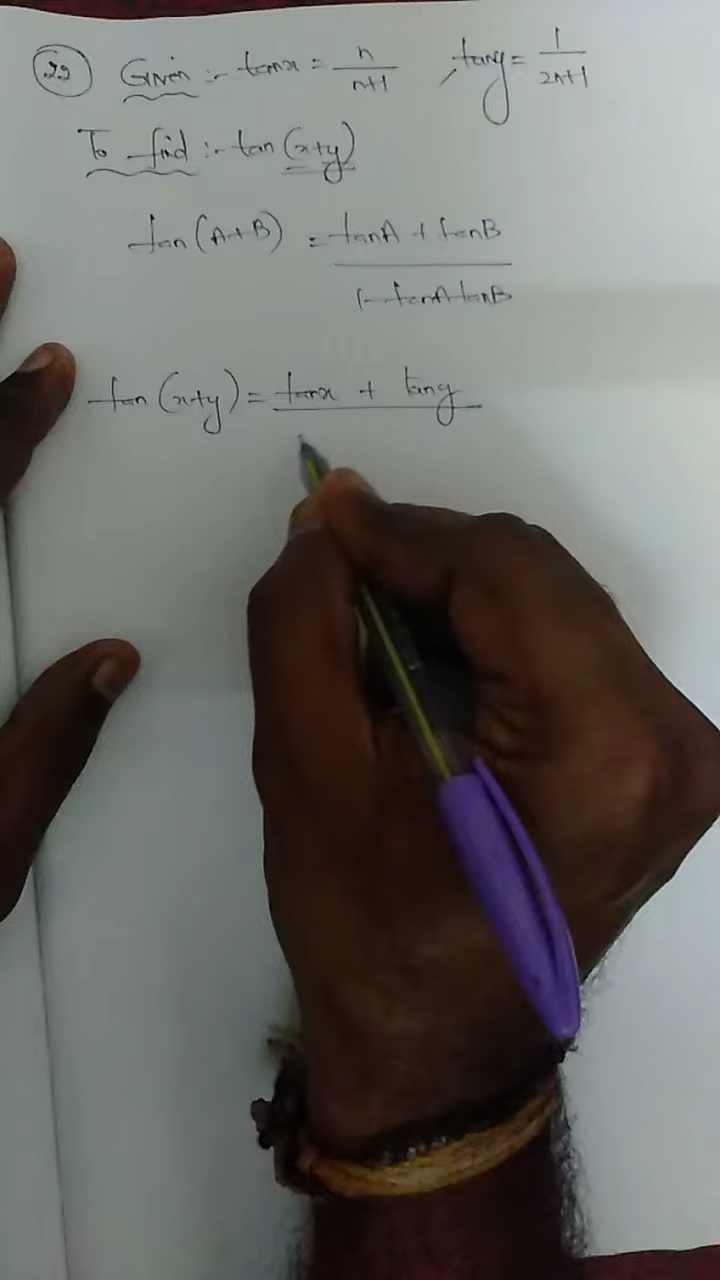 22 Given :- tanx = n/n+1 , tany = 1/2n+1
To find :- tan (x+y)
tan (A+B) = tanA + tanB
1 - tanA tanB
tan (x+y) = tanx + tany